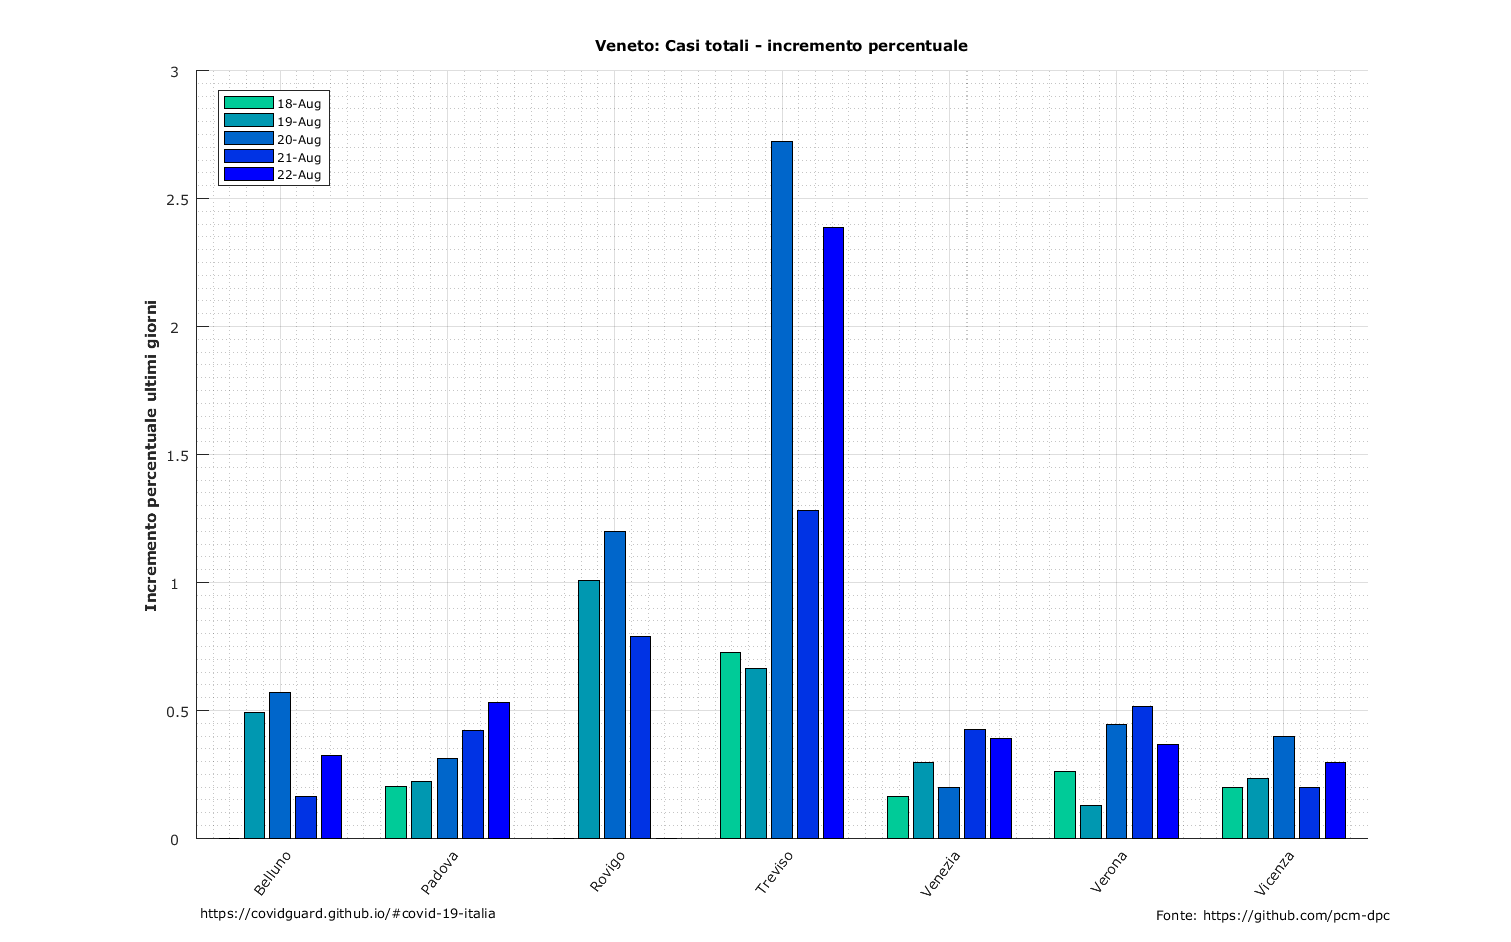 Veneto: Casi totali - incremento percentuale
Incremento percentuale ultimi giorni
3
2.5
2
1.5
1
0.5
0
18-Aug
19-Aug
20-Aug
21-Aug
22-Aug
Belluno
Padova
Rovigo
Treviso
Venezia
Verona
Vicenza
https://covidguard.github.io/#covid-19-italia
Fonte: https://github.com/pcm-dpc